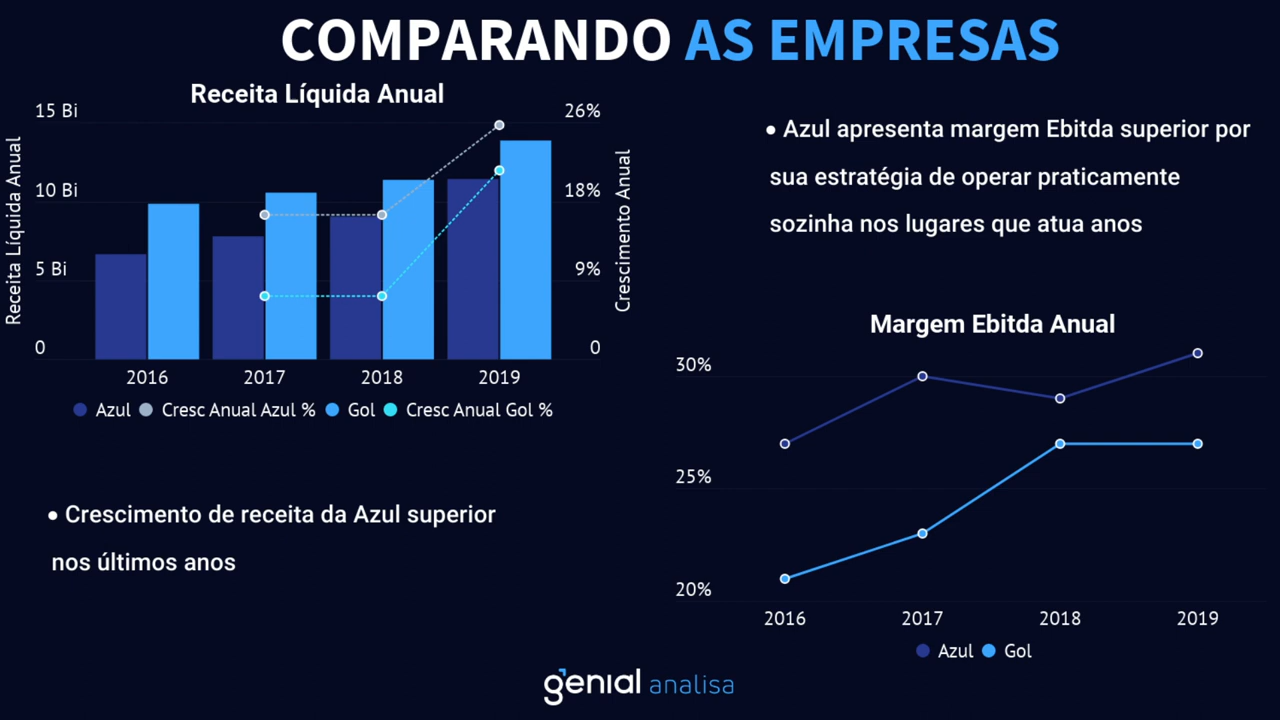 COMPARANDO AS EMPRESAS
Receita Líquida Anual
15 Bi
10 Bi
5 Bi
0
Receita Líquida Anual
26%
18%
9%
0
Crescimento Anual
2016 2017 2018 2019
Azul Cresc Anual Azul % Gol Cresc Anual Gol %
• Crescimento de receita da Azul superior
nos últimos anos
• Azul apresenta margem Ebitda superior por
sua estratégia de operar praticamente
sozinha nos lugares que atua anos
Margem Ebitda Anual
30%
25%
20%
2016 2017 2018 2019
Azul Gol
genial analisa